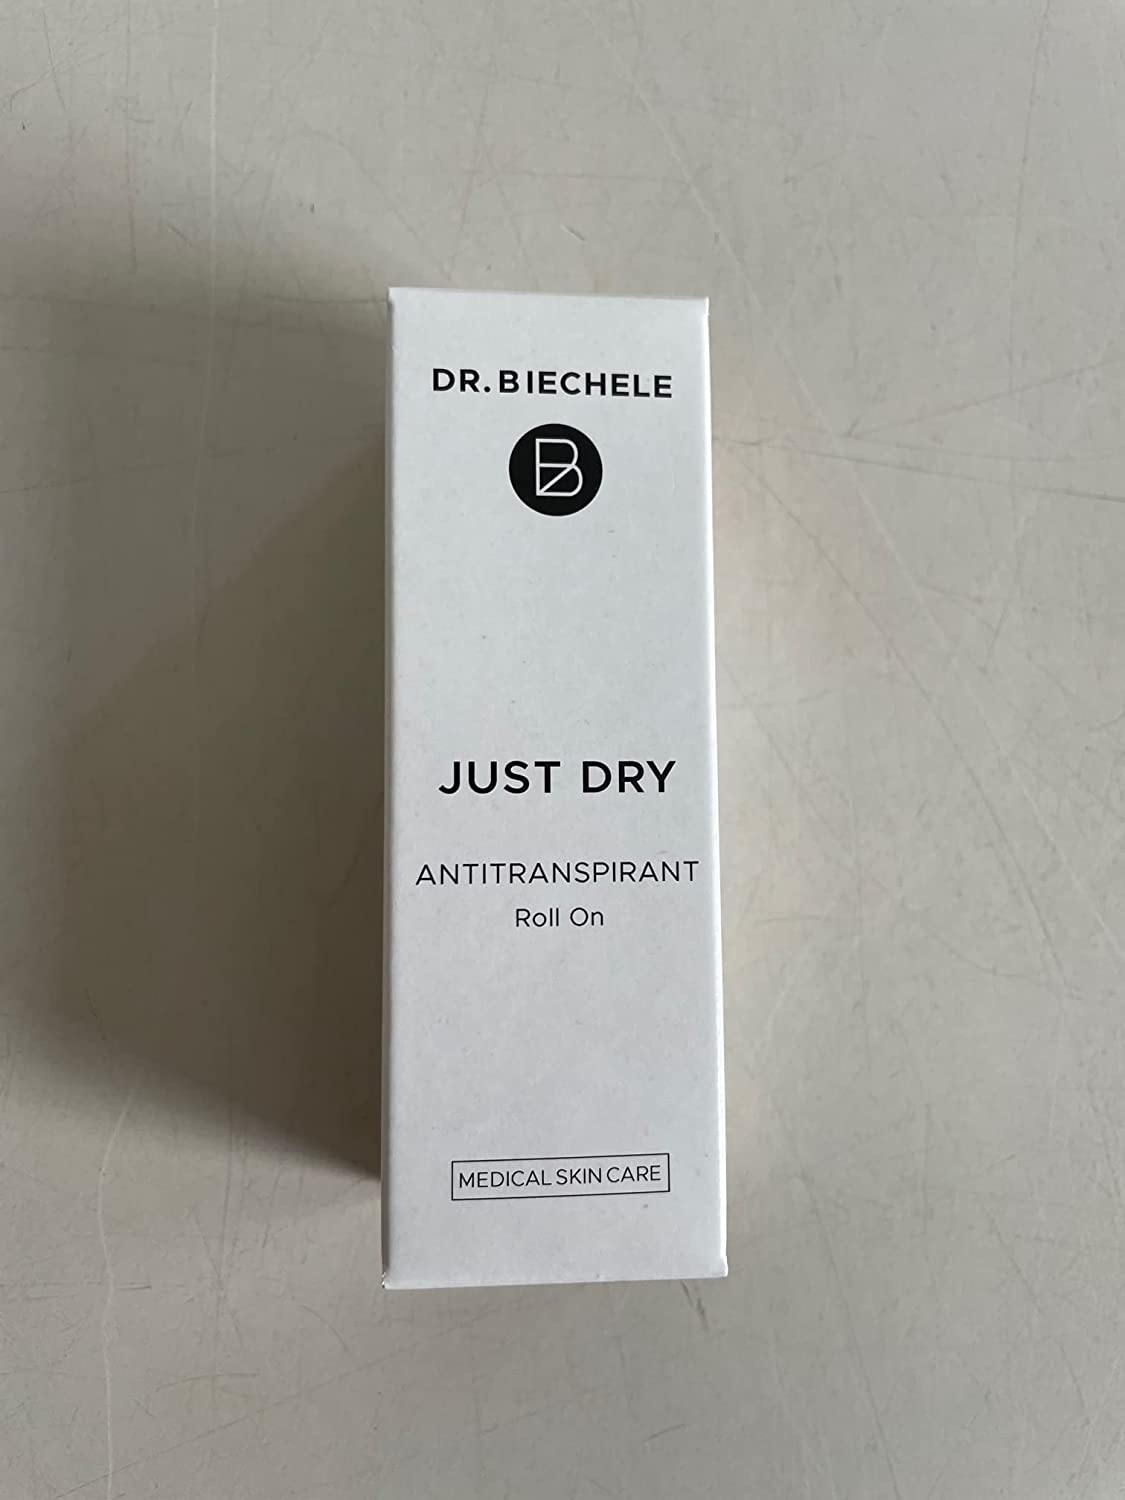 DR. BIECHELE
B
JUST DRY
ANTITRANSPIRANT
Roll On
MEDICAL SKIN CARE